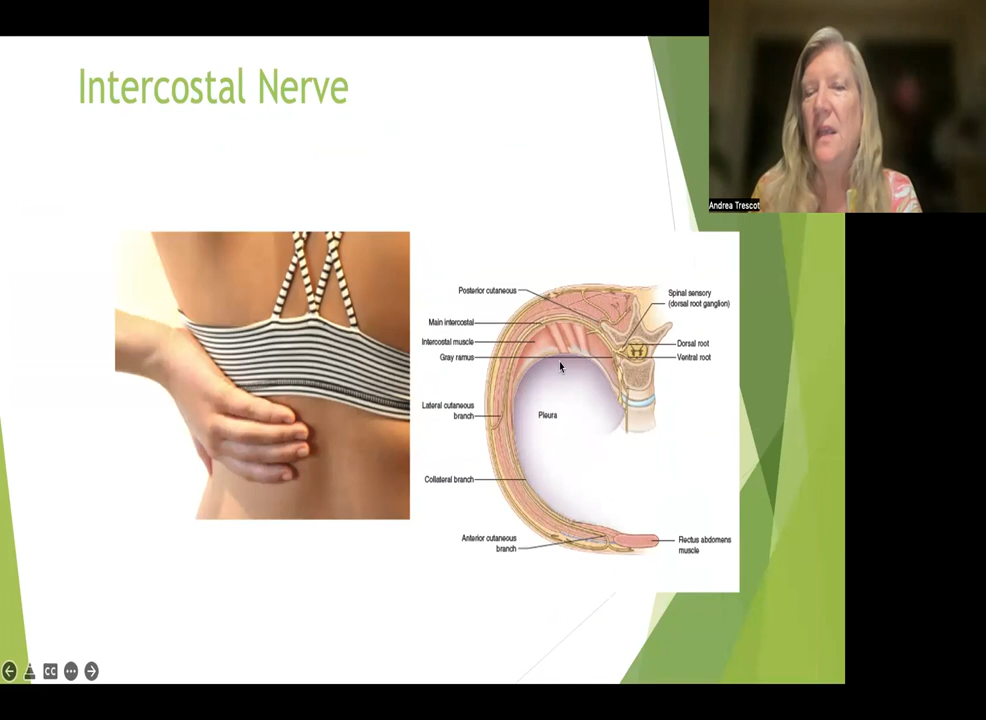 Intercostal Nerve
Andrea Trescot
Posterior cutaneous
Main intercostal
Intercostal muscle
Gray ramus
Lateral cutaneous
branch
Collateral branch
Anterior cutaneous
branch
Pleura
Spinal sensory
(dorsal root ganglion)
Dorsal root
Ventral root
Rectus abdomens
muscle
CC